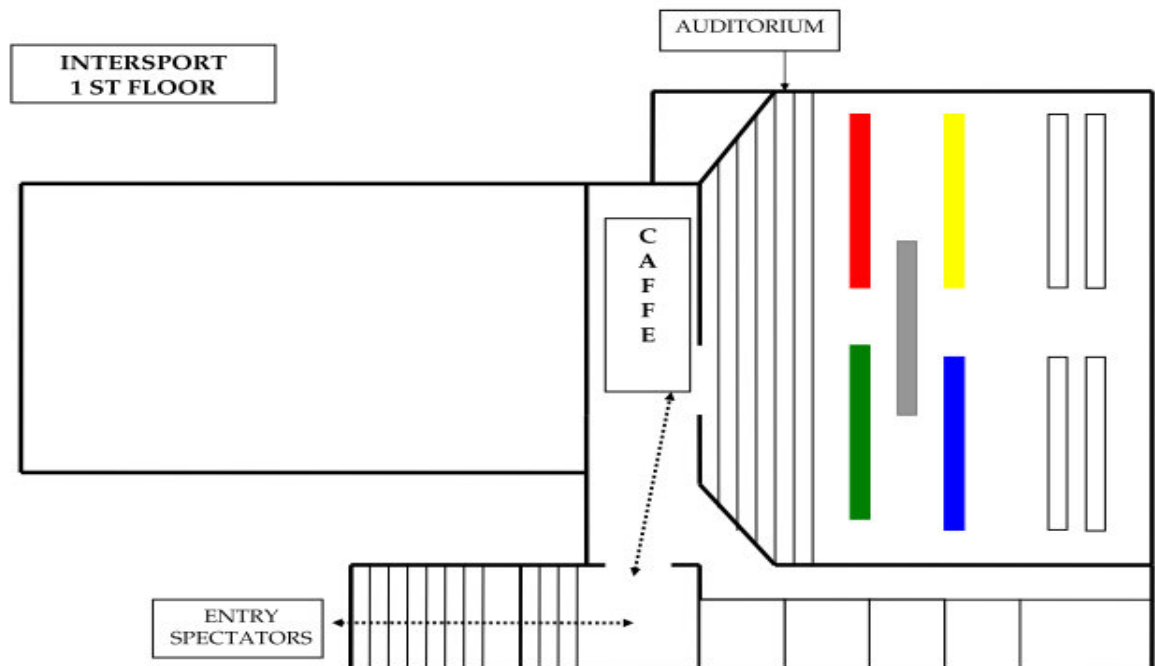 AUDITORIUM
INTERSPORT
1 ST FLOOR
C
A
F
F
E
ENTRY
SPECTATORS